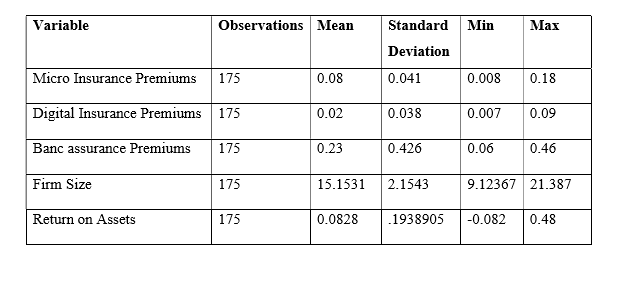 Variable Observations Mean Standard Deviation Min Max
Micro Insurance Premiums 175 0.08 0.041 0.008 0.18
Digital Insurance Premiums 175 0.02 0.038 0.007 0.09
Banc assurance Premiums 175 0.23 0.426 0.06 0.46
Firm Size 175 15.1531 2.1543 9.12367 21.387
Return on Assets 175 0.0828 .1938905 -0.082 0.48